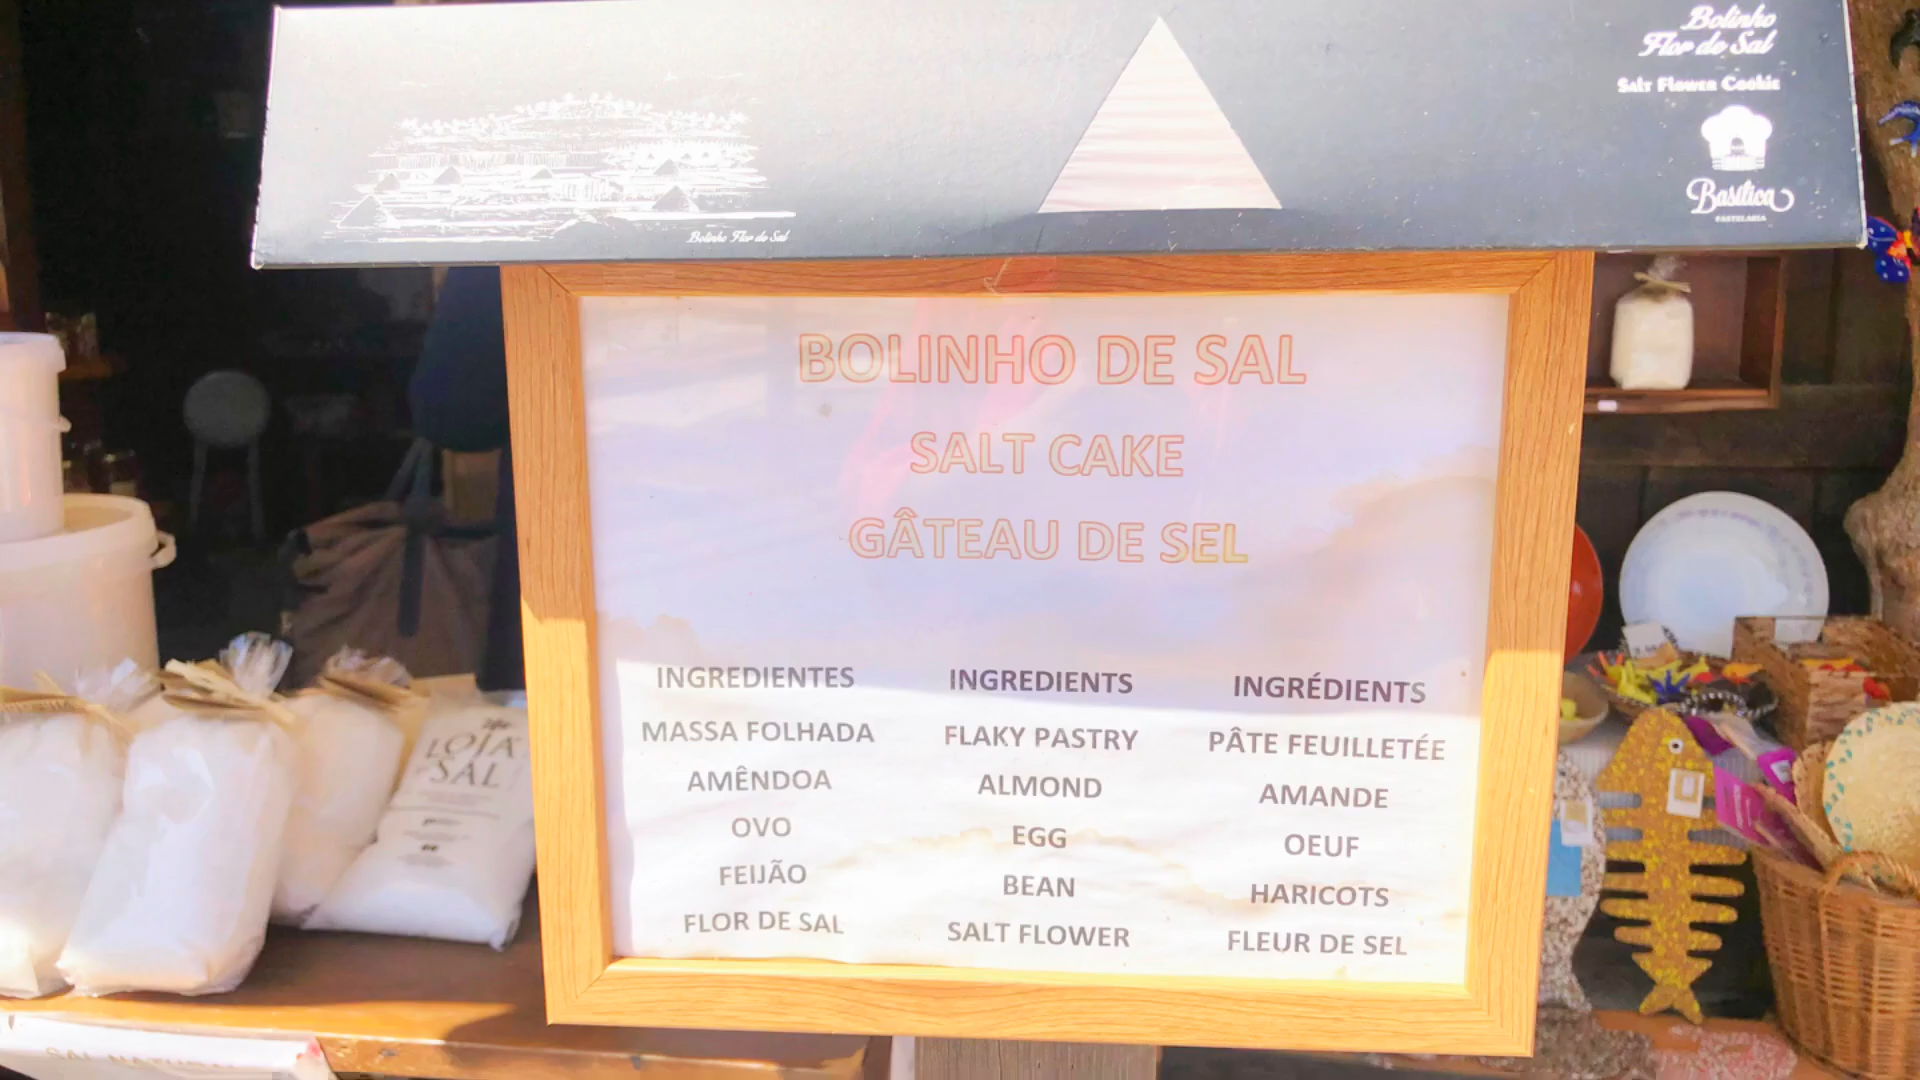 Bolinho
Flor de Sal
Salt Flower Cookie
Basílica
PASTELARIA
Bolinho Flor de Sal
BOLINHO DE SAL
SALT CAKE
GÂTEAU DE SEL
INGREDIENTES
MASSA FOLHADA
AMÊNDOA
OVO
FEIJÃO
FLOR DE SAL
INGREDIENTS
FLAKY PASTRY
ALMOND
EGG
BEAN
SALT FLOWER
INGRÉDIENTS
PÂTE FEUILLETÉE
AMANDE
OEUF
HARICOTS
FLEUR DE SEL
LOJA
SAL
SAL